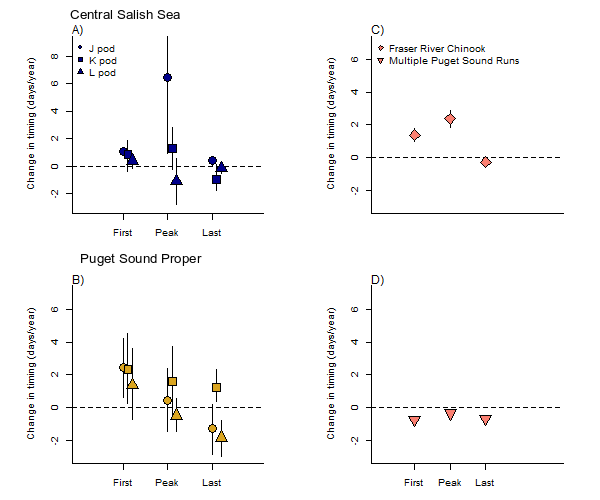 Central Salish Sea
A)
J pod
K pod
L pod
Change in timing (days/year)
8
6
4
2
0
-2
First Peak Last
C)
Fraser River Chinook
Multiple Puget Sound Runs
Change in timing (days/year)
6
4
2
0
-2
Puget Sound Proper
B)
Change in timing (days/year)
6
4
2
0
-2
First Peak Last
D)
Change in timing (days/year)
6
4
2
0
-2
First Peak Last